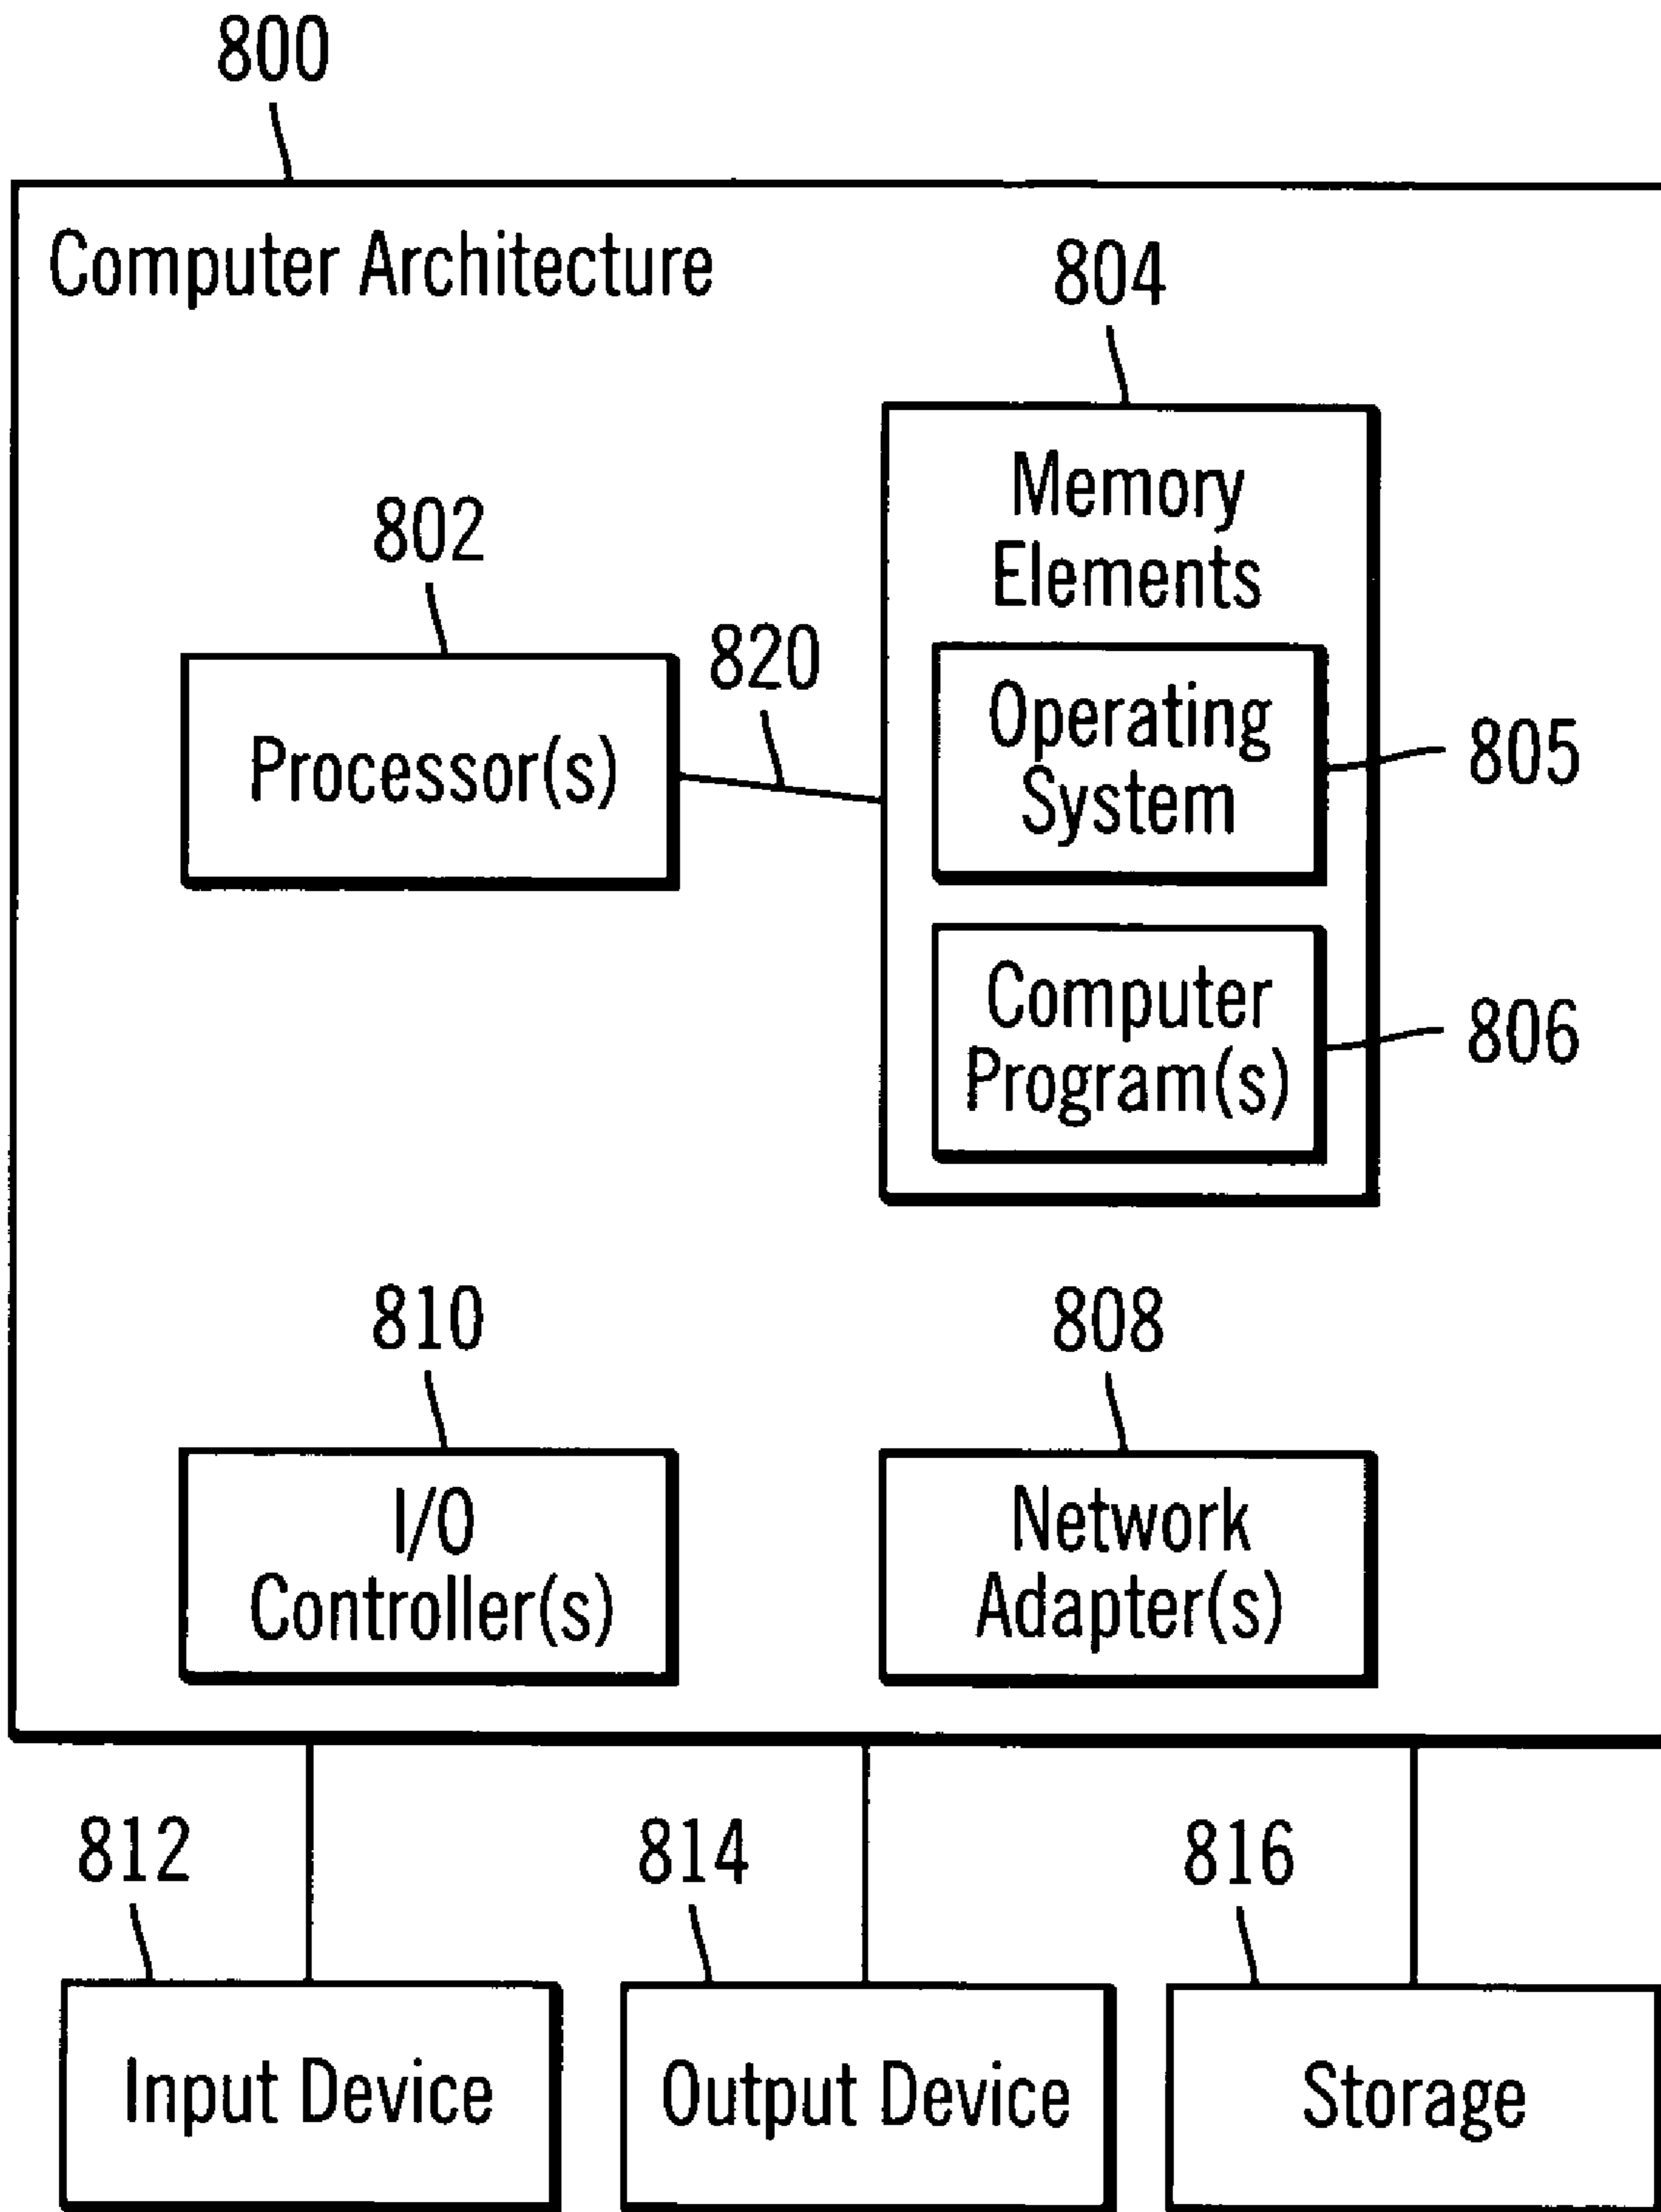 800
Computer Architecture
804
Memory
Elements
802
820
Processor(s)
Operating
System
805
Computer
Program(s)
806
810
808
I/O
Controller(s)
Network
Adapter(s)
812
814
816
Input Device
Output Device
Storage